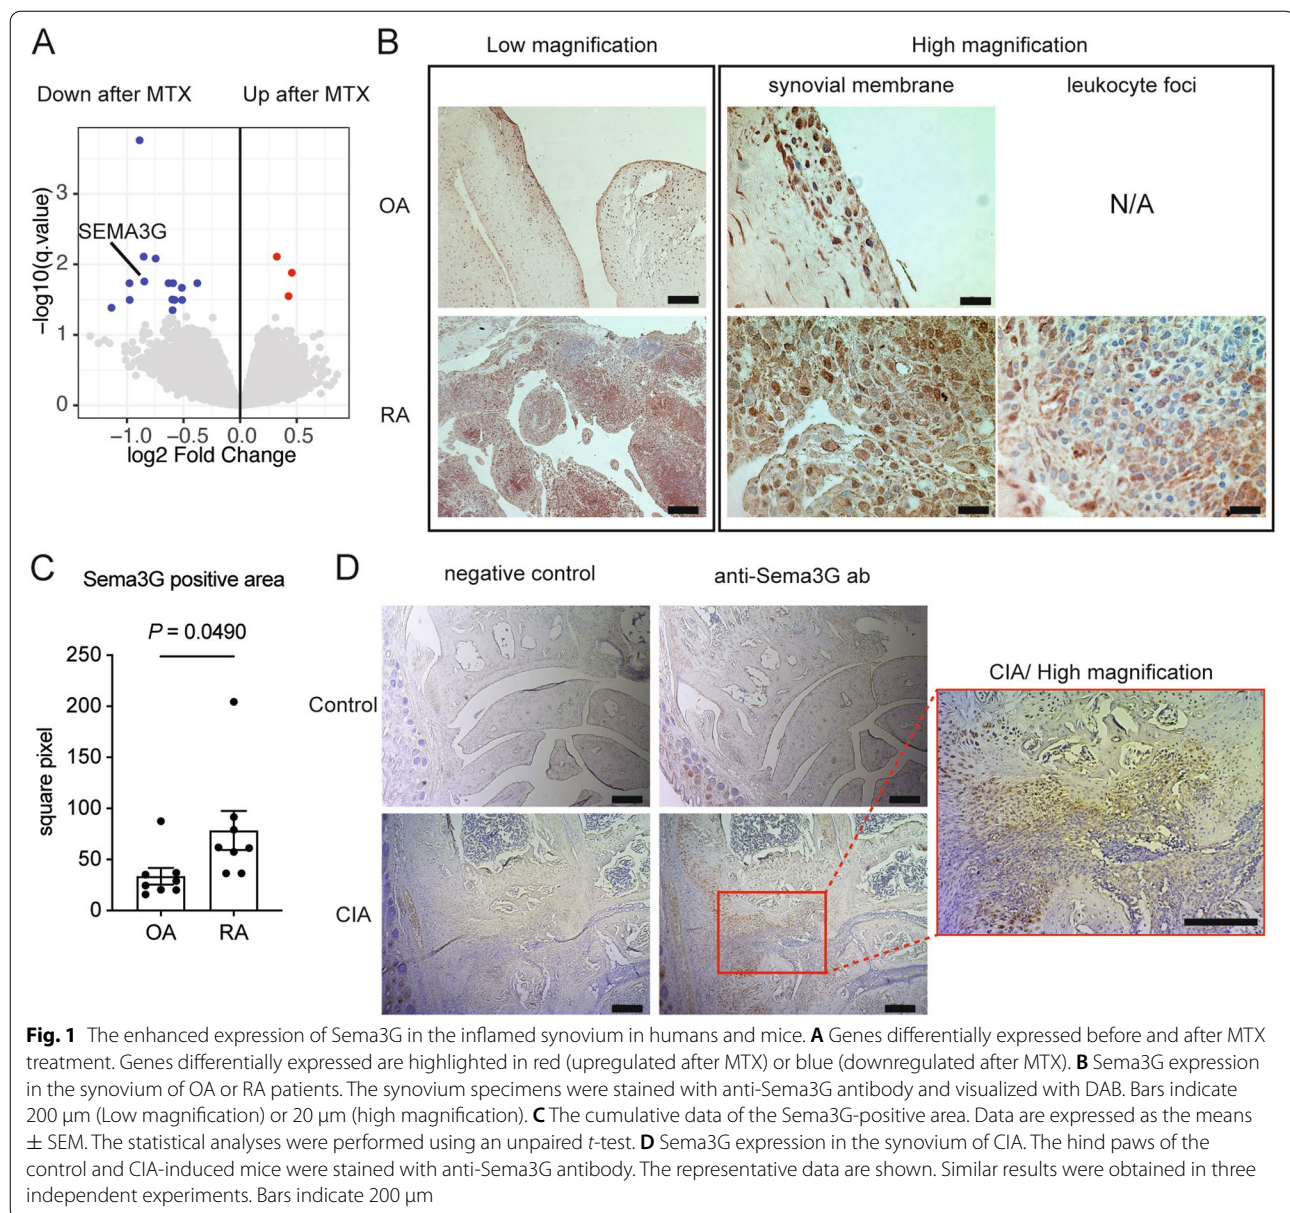 A
Down after MTX
Up after MTX
SEMA3G
−log10(q.value)
3
2
1
0
−1.0
−0.5
0.0
0.5
log2 Fold Change
B
Low magnification
High magnification
synovial membrane
leukocyte foci
OA
N/A
RA
C
Sema3G positive area
P = 0.0490
square pixel
250
200
150
100
50
0
OA
RA
D
negative control
anti-Sema3G ab
Control
CIA
CIA/ High magnification
Fig. 1 The enhanced expression of Sema3G in the inflamed synovium in humans and mice. A Genes differentially expressed before and after MTX
treatment. Genes differentially expressed are highlighted in red (upregulated after MTX) or blue (downregulated after MTX). B Sema3G expression
in the synovium of OA or RA patients. The synovium specimens were stained with anti-Sema3G antibody and visualized with DAB. Bars indicate
200 μm (Low magnification) or 20 μm (high magnification). C The cumulative data of the Sema3G-positive area. Data are expressed as the means
± SEM. The statistical analyses were performed using an unpaired t-test. D Sema3G expression in the synovium of CIA. The hind paws of the
control and CIA-induced mice were stained with anti-Sema3G antibody. The representative data are shown. Similar results were obtained in three
independent experiments. Bars indicate 200 μm